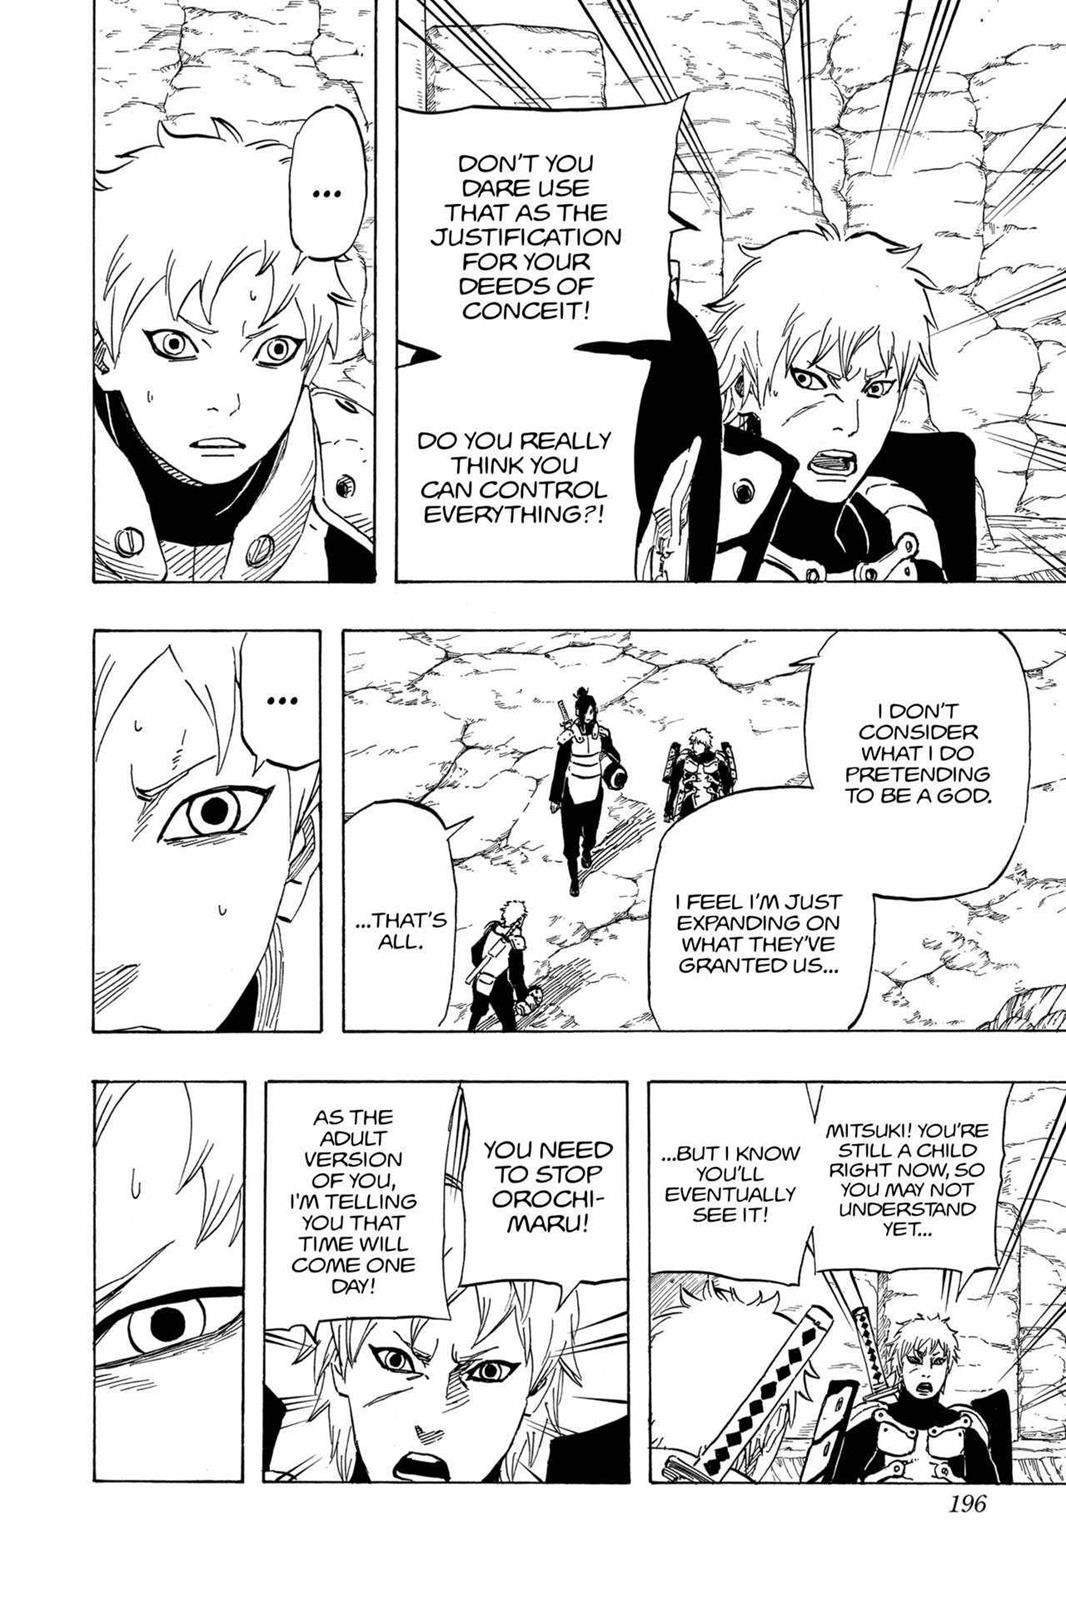 DON'T YOU
DARE USE
THAT AS THE
JUSTIFICATION
FOR YOUR
DEEDS OF
CONCEIT!
DO YOU REALLY
THINK YOU
CAN CONTROL
EVERYTHING?!
...
I DON'T
CONSIDER
WHAT I DO
PRETENDING
TO BE A GOD.
I FEEL I'M JUST
EXPANDING ON
WHAT THEY'VE
GRANTED US...
...THAT'S
ALL.
...
MITSUKI! YOU'RE
STILL A CHILD
RIGHT NOW, SO
YOU MAY NOT
UNDERSTAND
YET...
...BUT I KNOW
YOU'LL
EVENTUALLY
SEE IT!
YOU NEED
TO STOP
OROCHI-
MARU!
AS THE
ADULT
VERSION
OF YOU,
I'M TELLING
YOU THAT
TIME WILL
COME ONE
DAY!
196